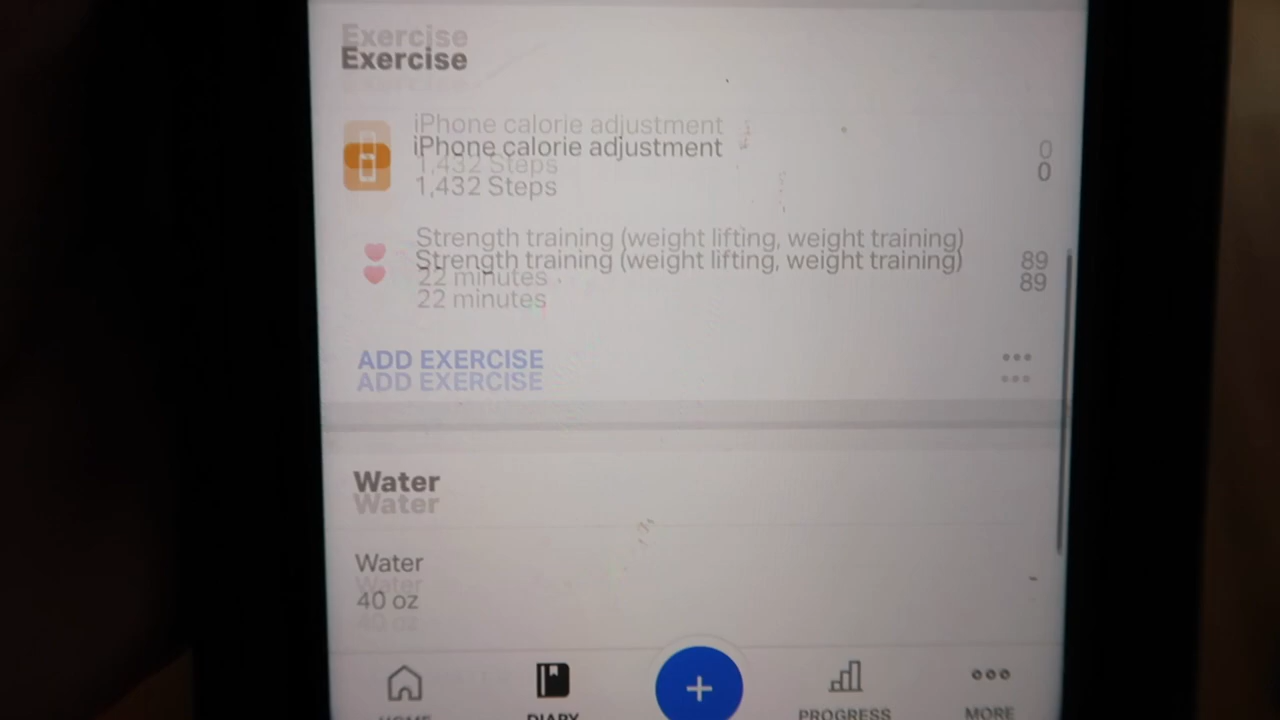 Exercise
iPhone calorie adjustment
0
1,432 Steps
Strength training (weight lifting, weight training)
89
22 minutes
ADD EXERCISE
Water
Water
40 oz
HOME
DIARY
PROGRESS
MORE